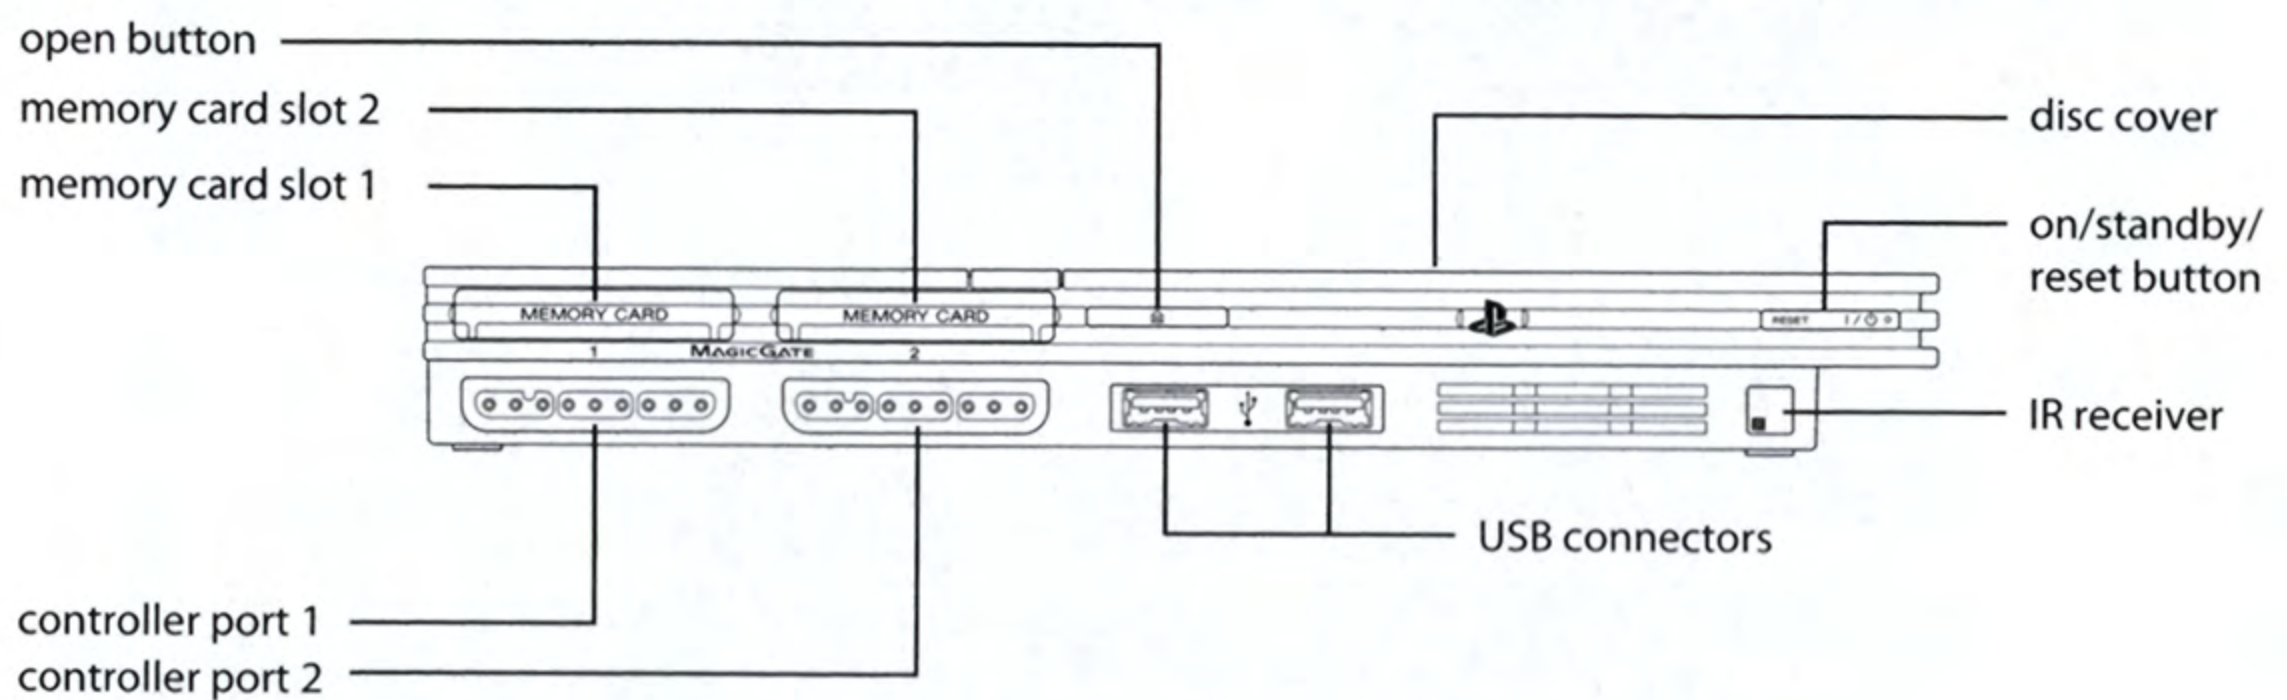 open button
memory card slot 2
memory card slot 1
disc cover
on/standby/
reset button
MEMORY CARD
MEMORY CARD
RESET
1
MAGICGATE
2
IR receiver
USB connectors
controller port 1
controller port 2